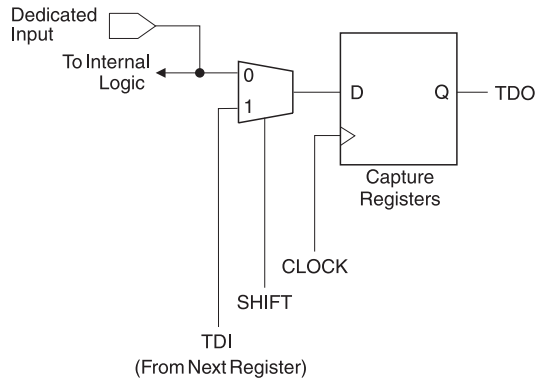 Dedicated
Input
To Internal
Logic
0
1
D
Q
TDO
Capture
Registers
CLOCK
SHIFT
TDI
(From Next Register)